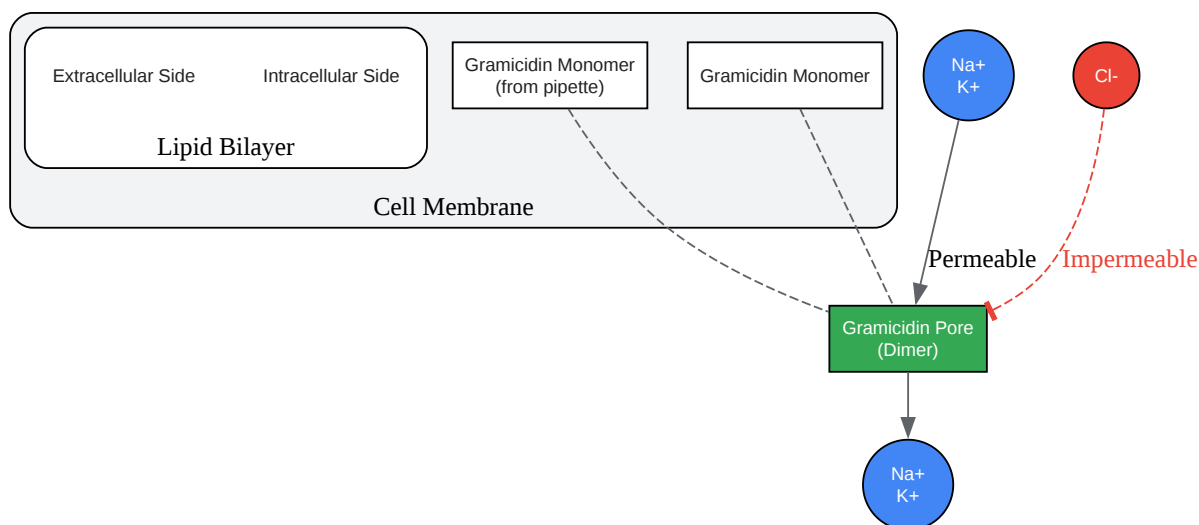 Extracellular Side
Intracellular Side
Lipid Bilayer
Gramicidin Monomer
(from pipette)
Gramicidin Monomer
Cell Membrane
Na+
K+
Cl-
Permeable
Impermeable
Gramicidin Pore
(Dimer)
Na+
K+